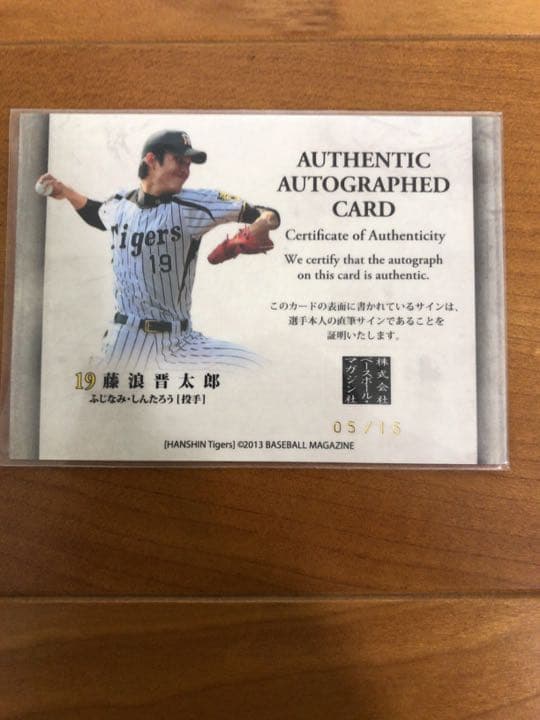 AUTHENTIC
AUTOGRAPHED
CARD
Certificate of Authenticity
We certify that the autograph
on this card is authentic.
このカードの表面に書かれているサインは、
選手本人の直筆サインであることを
証明いたします。
株式会社
ベースボール・
マガジン社
05/15
Tigers
19
19 藤浪晋太郎
ふじなみ・しんたろう[投手]
[HANSHIN Tigers] ©2013 BASEBALL MAGAZINE